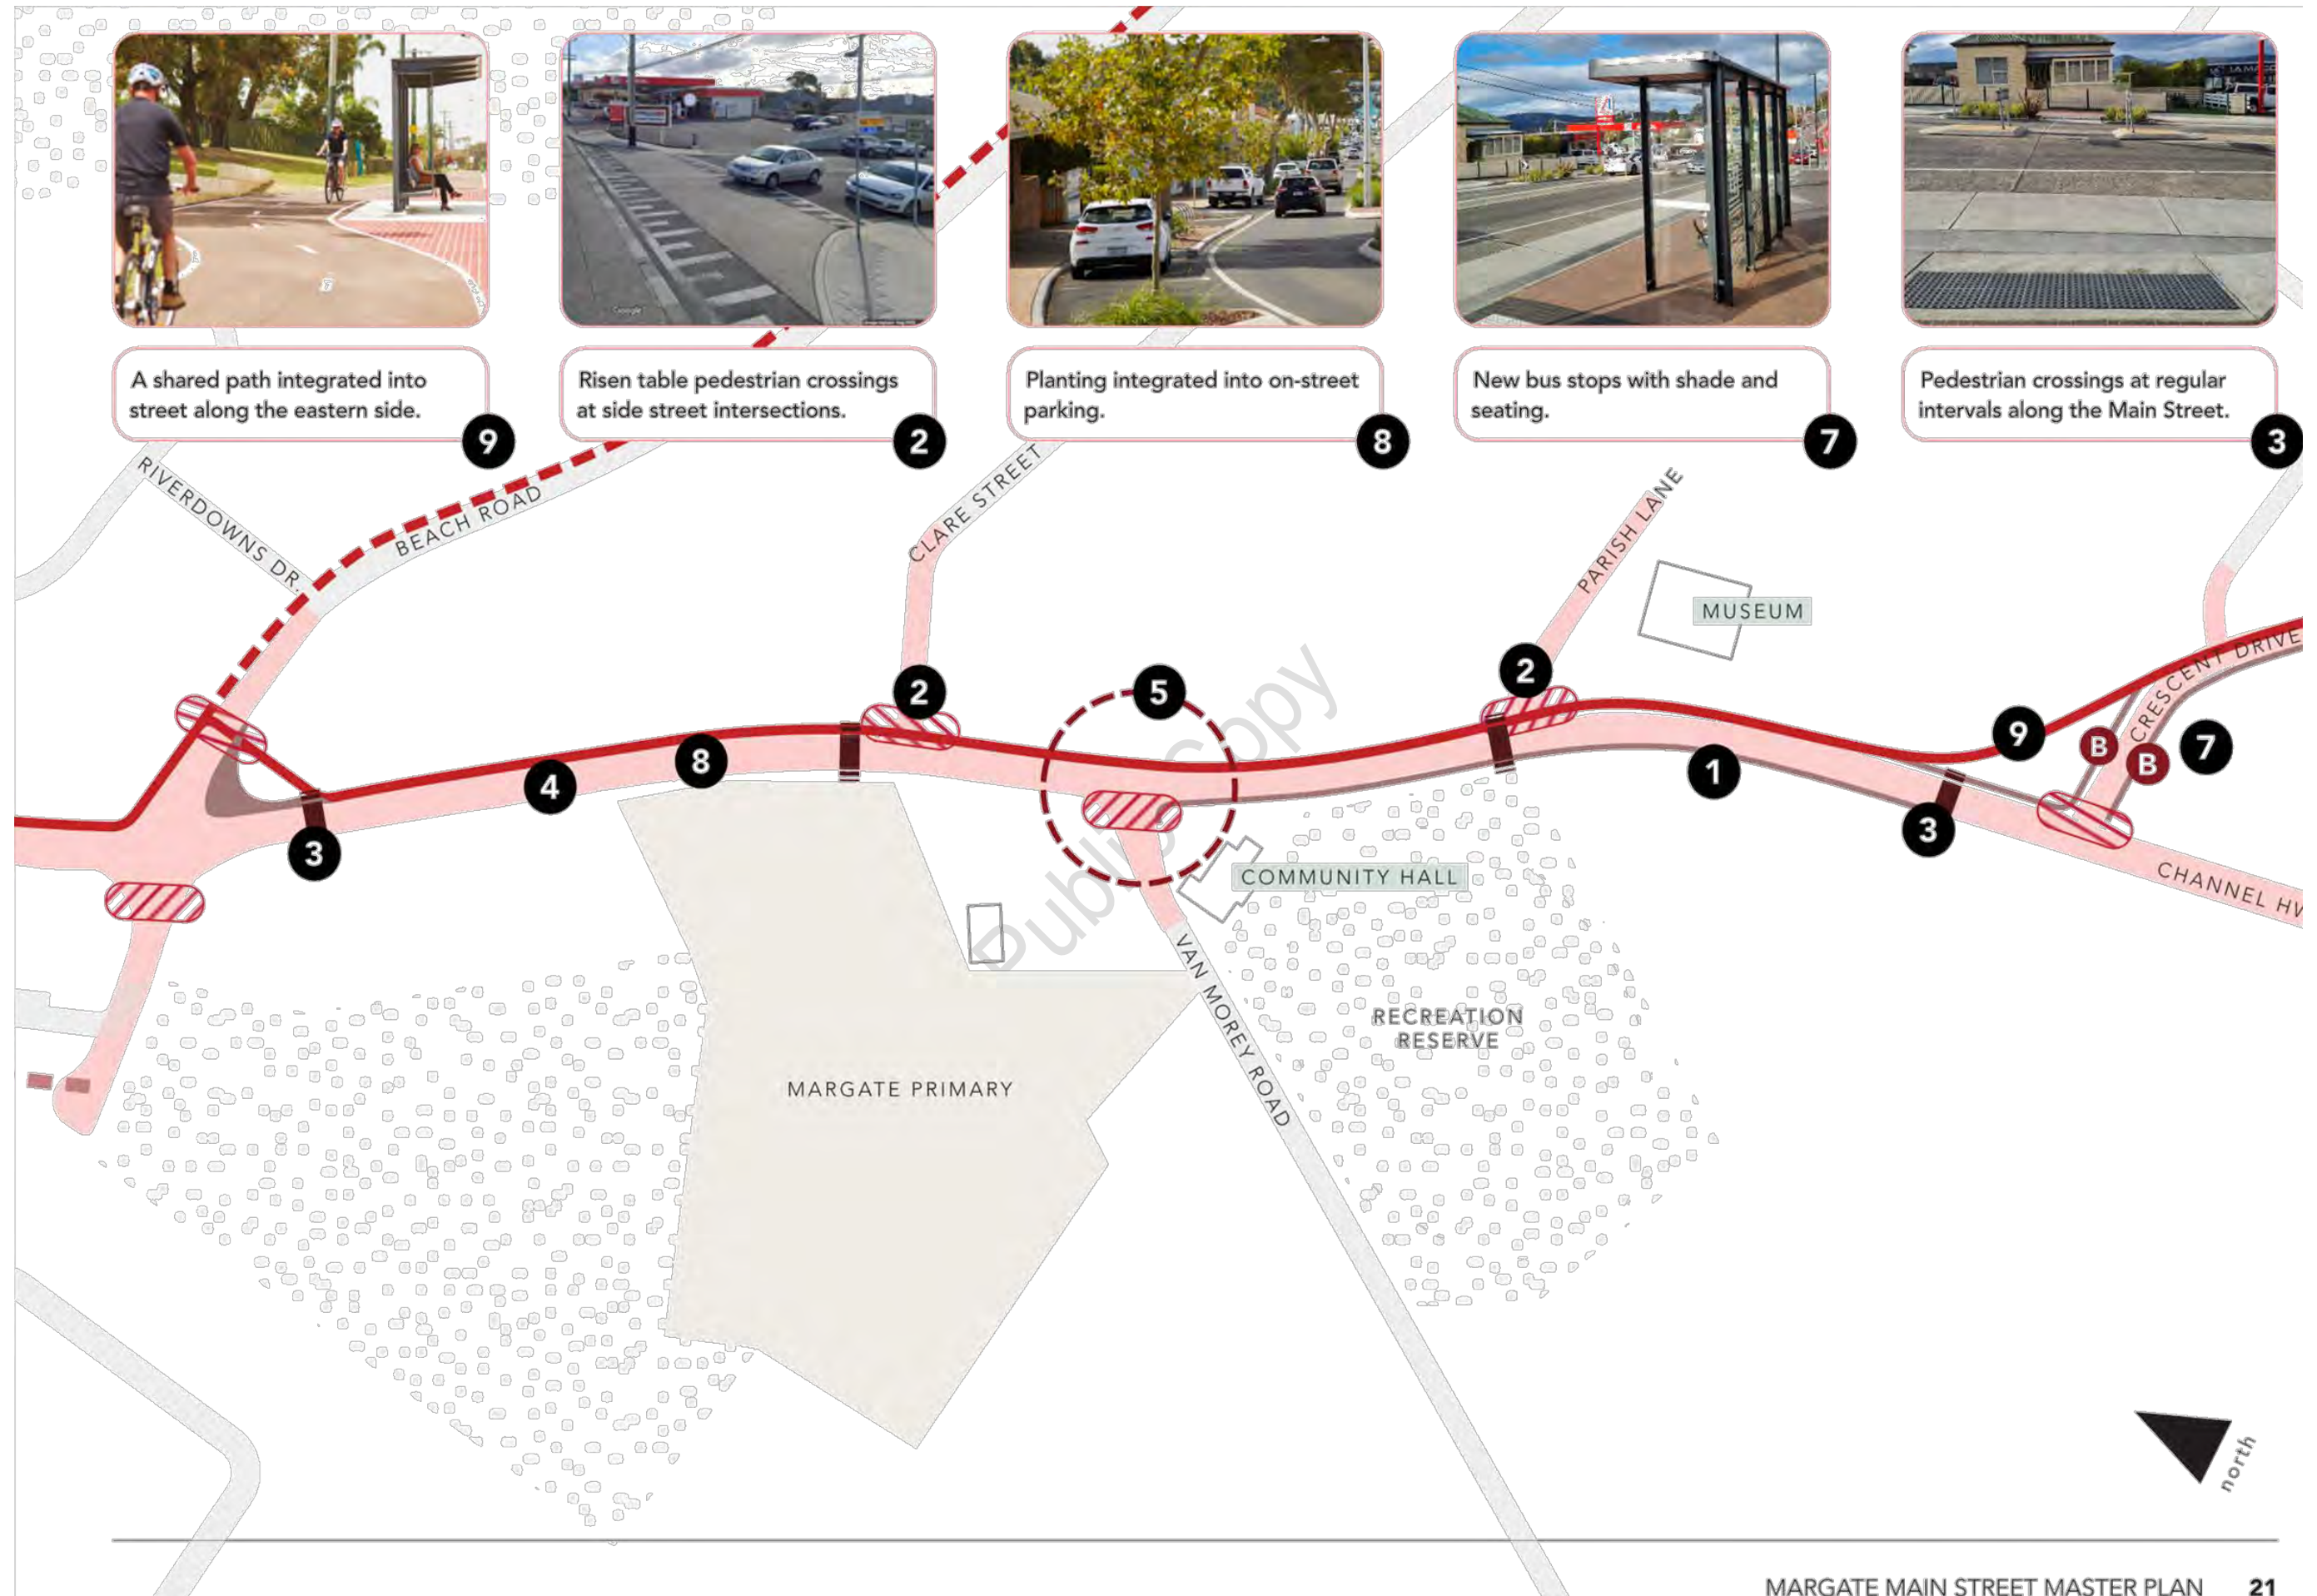 A shared path integrated into
street along the eastern side.
9
Risen table pedestrian crossings
at side street intersections.
2
Planting integrated into on-street
parking.
8
New bus stops with shade and
seating.
7
Pedestrian crossings at regular
intervals along the Main Street.
3
Google
RIVERDOWNS DR.
BEACH ROAD
CLARE STREET
PARISH LANE
MUSEUM
CRESCENT DRIVE
2
5
2
9
B
B
7
4
8
1
3
3
COMMUNITY HALL
CHANNEL HW
VAN MOREY ROAD
RECREATION
RESERVE
MARGATE PRIMARY
Public Copy
north
MARGATE MAIN STREET MASTER PLAN 21